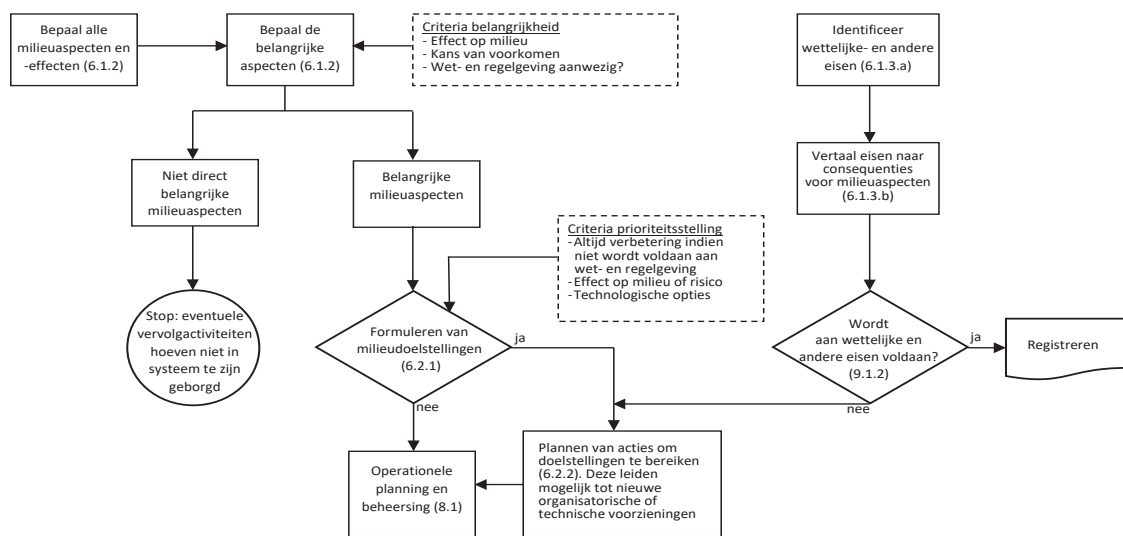 Bepaal alle
milieuaspecten en
-effecten (6.1.2)
Bepaal de
belangrijke
aspecten (6.1.2)
Criteria belangrijkheid
- Effect op milieu
- Kans van voorkomen
- Wet- en regelgeving aanwezig?
Identificeer
wettelijke- en andere
eisen (6.1.3.a)
Niet direct
belangrijke
milieuaspecten
Belangrijke
milieuaspecten
Vertaal eisen naar
consequenties
voor milieuaspecten
(6.1.3.b)
Criteria prioriteitsstelling
-Altijd verbetering indien
niet wordt voldaan aan
wet- en regelgeving
-Effect op milieu of risico
-Technologische opties
Stop: eventuele
vervolgactiviteiten
hoeven niet in
systeem te zijn
geborgd
Formuleren van
milieudoelstellingen
(6.2.1)
ja
nee
Wordt
aan wettelijke en
andere eisen voldaan?
(9.1.2)
ja
nee
Registreren
Operationele
planning en
beheersing (8.1)
Plannen van acties om
doelstellingen te bereiken
(6.2.2). Deze leiden
mogelijk tot nieuwe
organisatorische of
technische voorzieningen